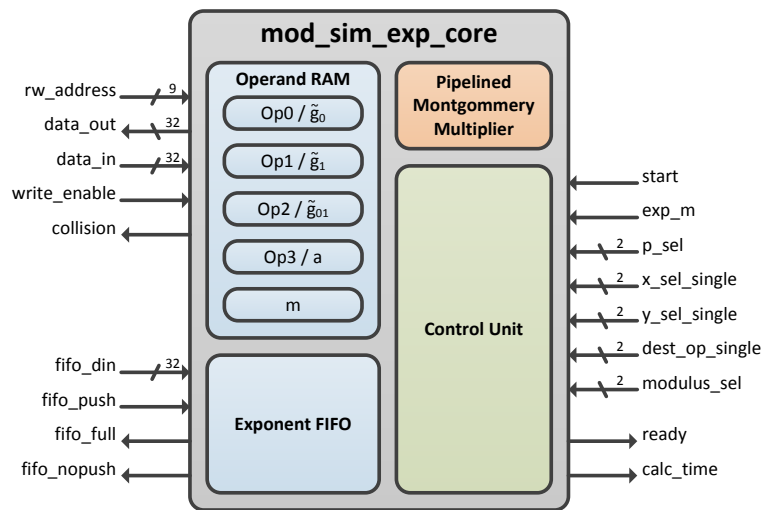 mod_sim_exp_core
Operand RAM
Op0 / g̃₀
Op1 / g̃₁
Op2 / g̃₀₁
Op3 / a
m
Exponent FIFO
Pipelined
Montgommery
Multiplier
Control Unit
rw_address
9
data_out
32
data_in
32
write_enable
collision
fifo_din
32
fifo_push
fifo_full
fifo_nopush
start
exp_m
2
p_sel
2
x_sel_single
2
y_sel_single
2
dest_op_single
2
modulus_sel
ready
calc_time